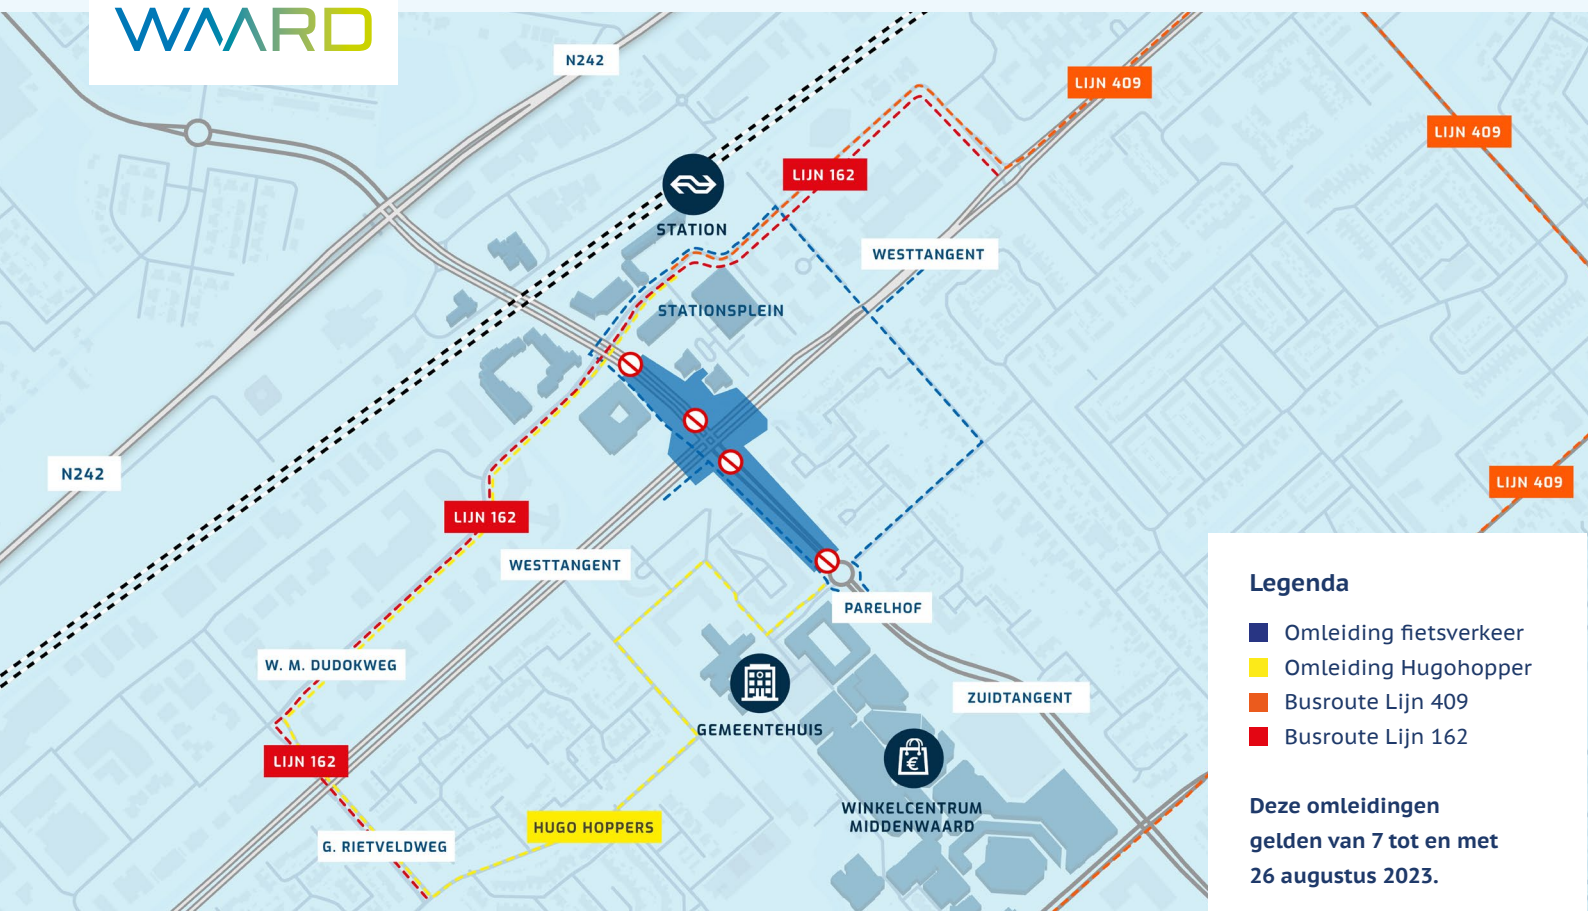 WAARD
N242
LIJN 409
LIJN 409
LIJN 162
STATION
WESTTANGENT
STATIONSPLEIN
N242
LIJN 409
LIJN 162
WESTTANGENT
PARELHOF
W. M. DUDOKWEG
ZUIDTANGENT
GEMEENTEHUIS
LIJN 162
WINKELCENTRUM
MIDDENWAARD
HUGO HOPPERS
G. RIETVELDWEG
Legenda
Omleiding fietsverkeer
Omleiding Hugohopper
Busroute Lijn 409
Busroute Lijn 162
Deze omleidingen
gelden van 7 tot en met
26 augustus 2023.